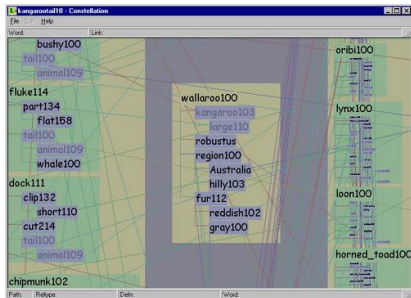 kangarootail0 - Constellation
File Edit Help
Word: Link:
bushy100
tail100
animal109
fluke114
part134
flat158
tail100
animal109
whale100
dock111
clip132
short110
cut214
tail100
animal109
chipmunk102
wallaroo100
kangaroo103
large110
robustus
region100
Australia
hilly103
fur112
reddish102
gray100
oribi100
lynx100
loon100
horned_toad100
Path: Reltype: Defn: Word: